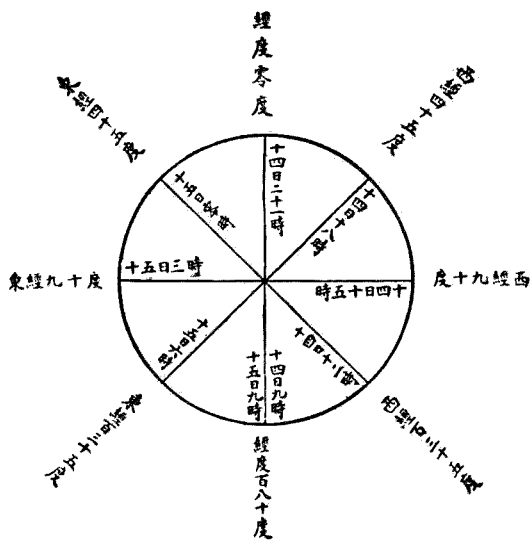 經度零度
西經四十五度
東經四十五度
十四日二十一時
十四日十八時
十五日零時
西經九十度
十四日十五時
十五日三時
東經九十度
十四日十二時
十五日六時
十四日九時
十五日九時
西經百三十五度
東經百三十五度
經度百八十度